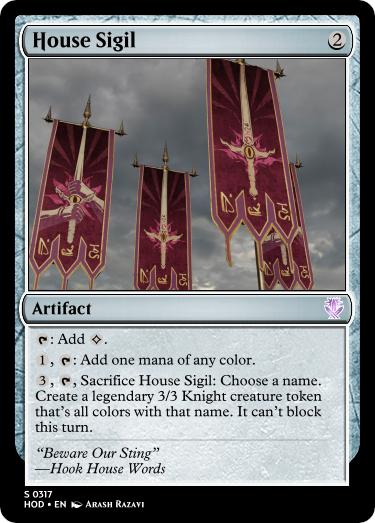 House Sigil
2
Artifact
: Add .
1, : Add one mana of any color.
3, , Sacrifice House Sigil: Choose a name.
Create a legendary 3/3 Knight creature token
that's all colors with that name. It can't block
this turn.
“Beware Our Sting”
—Hook House Words
S 0317
HOD • EN Arash Razavi